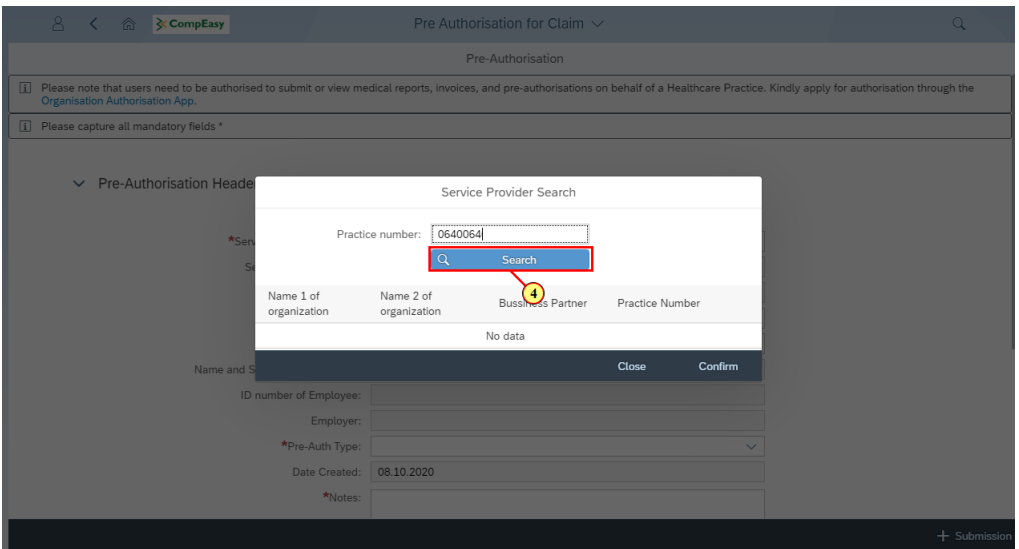 CompEasy
Pre Authorisation for Claim
Pre-Authorisation
Please note that users need to be authorised to submit or view medical reports, invoices, and pre-authorisations on behalf of a Healthcare Practice. Kindly apply for authorisation through the
Organisation Authorisation App.
Please capture all mandatory fields *
Pre-Authorisation Heade
Service Provider Search
Practice number: 0640064
*Serv
Search
Se
4
Name 1 of organization Name 2 of organization Bussiness Partner Practice Number
No data
Close Confirm
Name and S
ID number of Employee:
Employer:
*Pre-Auth Type:
Date Created: 08.10.2020
*Notes:
+ Submission